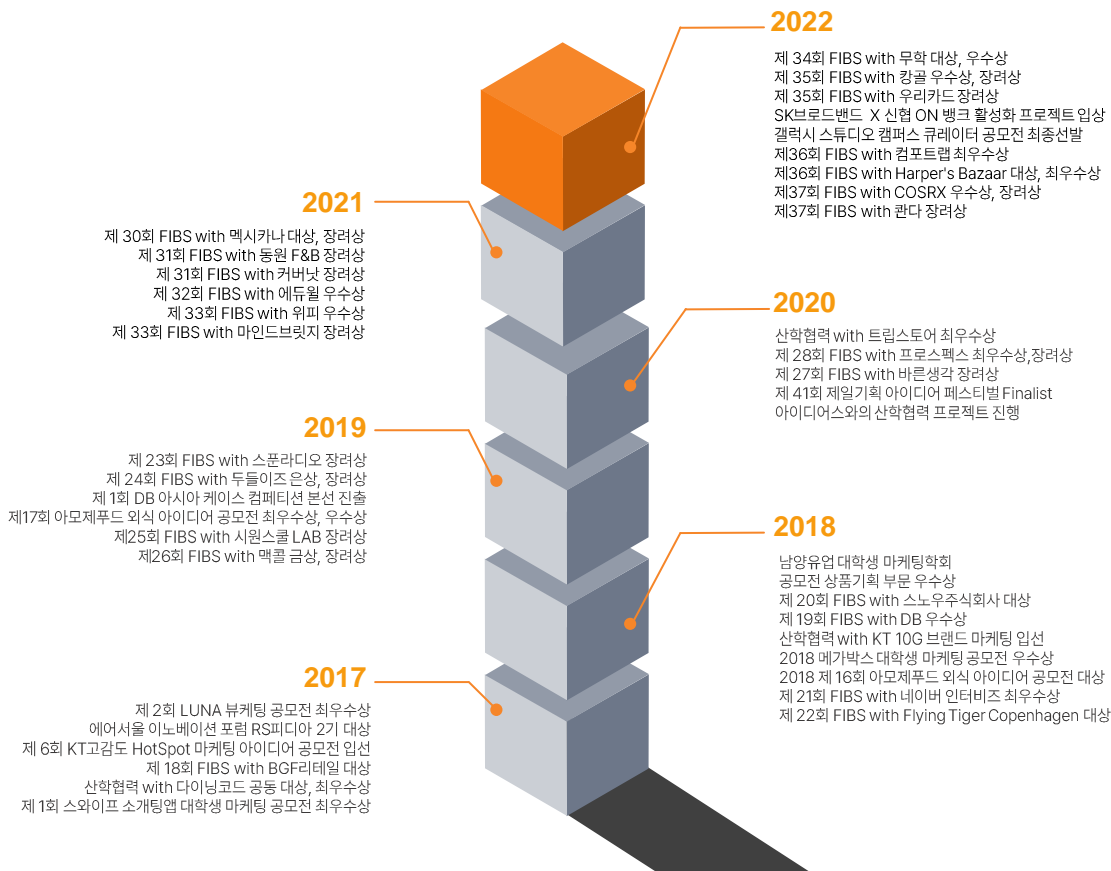 2022
제 34회 FIBS with 무학 대상, 우수상
제 35회 FIBS with 캉골 우수상, 장려상
제 35회 FIBS with 우리카드 장려상
SK브로드밴드 X 신협 ON 뱅크 활성화 프로젝트 입상
갤럭시 스튜디오 캠퍼스 큐레이터 공모전 최종선발
제36회 FIBS with 컴포트랩 최우수상
제36회 FIBS with Harper's Bazaar 대상, 최우수상
제37회 FIBS with COSRX 우수상, 장려상
제37회 FIBS with 콴다 장려상
2021
제 30회 FIBS with 멕시카나 대상, 장려상
제 31회 FIBS with 동원 F&B 장려상
제 31회 FIBS with 커버낫 장려상
제 32회 FIBS with 에듀윌 우수상
제 33회 FIBS with 위피 우수상
제 33회 FIBS with 마인드브릿지 장려상
2020
산학협력 with 트립스토어 최우수상
제 28회 FIBS with 프로스펙스 최우수상,장려상
제 27회 FIBS with 바른생각 장려상
제 41회 제일기획 아이디어 페스티벌 Finalist
아이디어스와의 산학협력 프로젝트 진행
2019
제 23회 FIBS with 스푼라디오 장려상
제 24회 FIBS with 두들이즈 은상, 장려상
제 1회 DB 아시아 케이스 컴페티션 본선 진출
제17회 아모제푸드 외식 아이디어 공모전 최우수상, 우수상
제25회 FIBS with 시원스쿨 LAB 장려상
제26회 FIBS with 맥콜 금상, 장려상
2018
남양유업 대학생 마케팅학회
공모전 상품기획 부문 우수상
제 20회 FIBS with 스노우주식회사 대상
제 19회 FIBS with DB 우수상
산학협력 with KT 10G 브랜드 마케팅 입선
2018 메가박스 대학생 마케팅 공모전 우수상
2018 제 16회 아모제푸드 외식 아이디어 공모전 대상
제 21회 FIBS with 네이버 인터비즈 최우수상
제 22회 FIBS with Flying Tiger Copenhagen 대상
2017
제 2회 LUNA 뷰케팅 공모전 최우수상
에어서울 이노베이션 포럼 RS피디아 2기 대상
제 6회 KT고감도 HotSpot 마케팅 아이디어 공모전 입선
제 18회 FIBS with BGF리테일 대상
산학협력 with 다이닝코드 공동 대상, 최우수상
제 1회 스와이프 소개팅앱 대학생 마케팅 공모전 최우수상